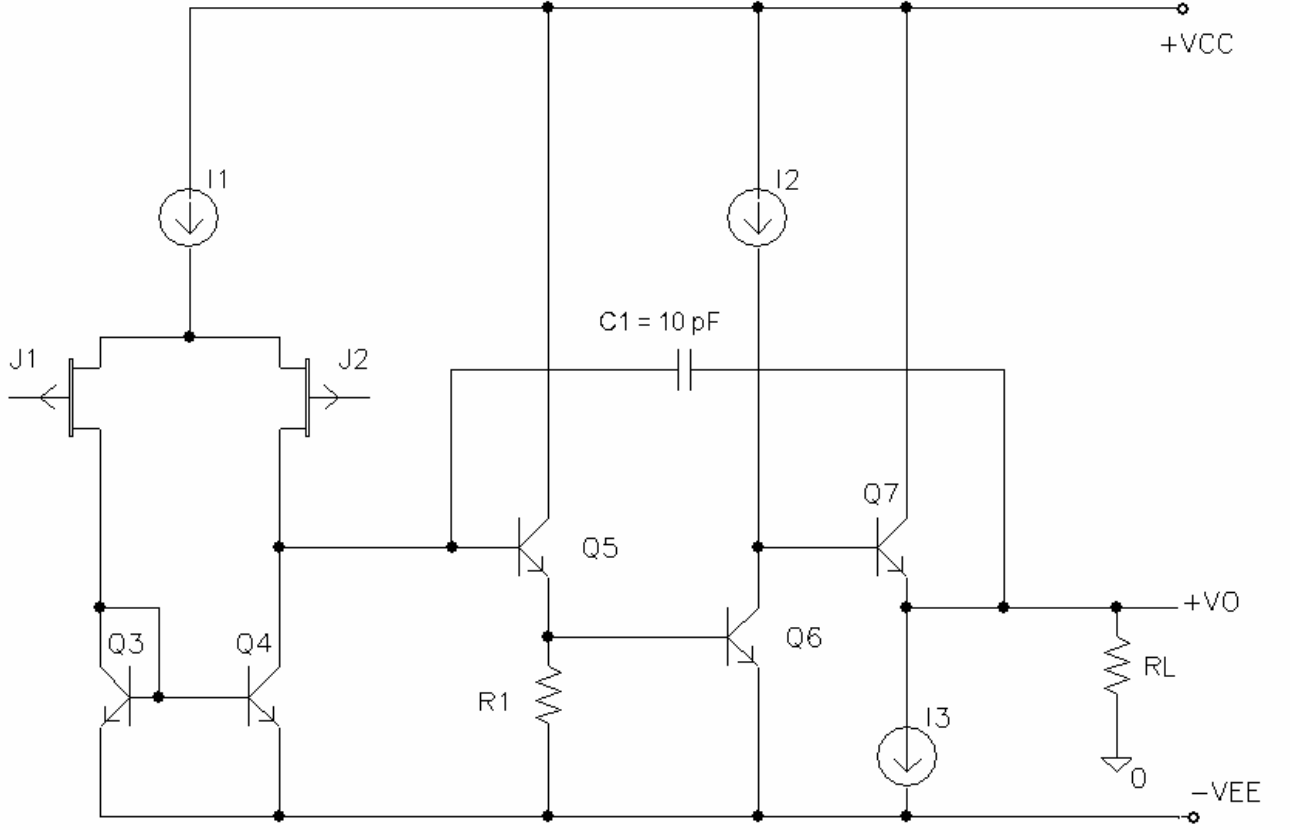 +VCC
I1
I2
C1 = 10 pF
J1
J2
Q7
Q5
+VO
Q3
Q4
Q6
RL
R1
I3
0
-VEE